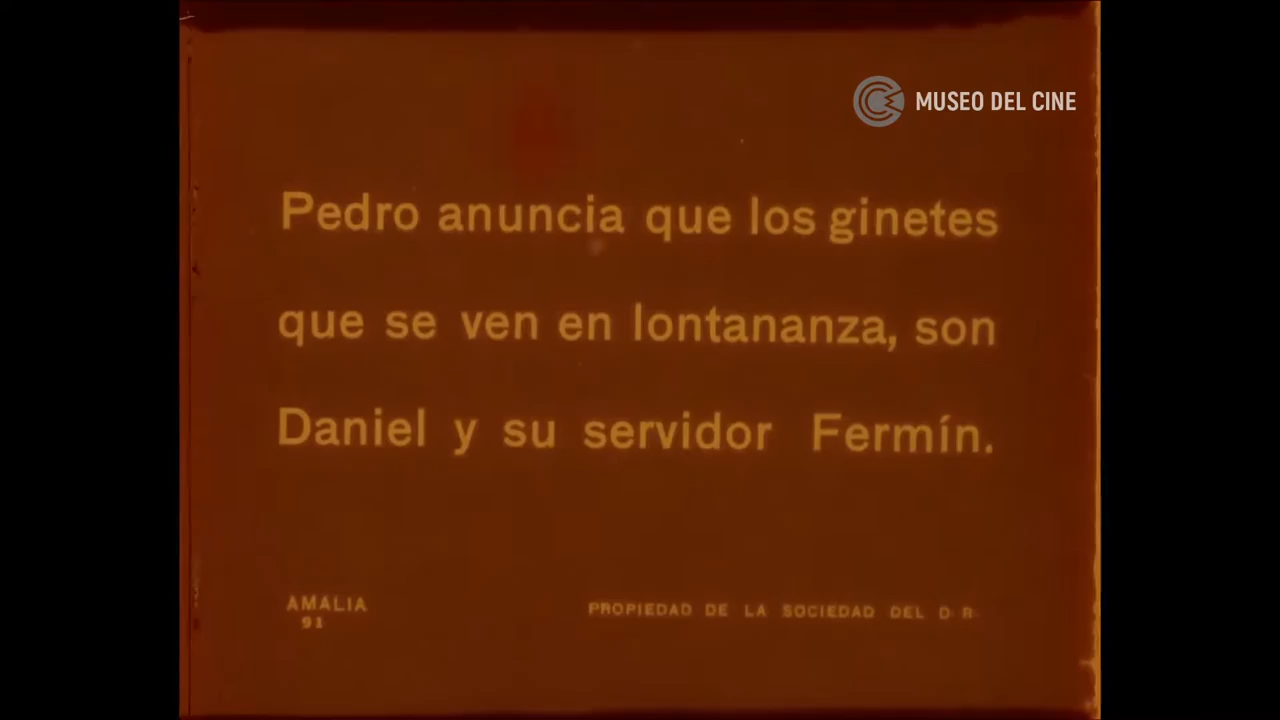 MUSEO DEL CINE
Pedro anuncia que los ginetes
que se ven en lontananza, son
Daniel y su servidor Fermín.
AMALIA
91
PROPIEDAD DE LA SOCIEDAD DEL D. R.